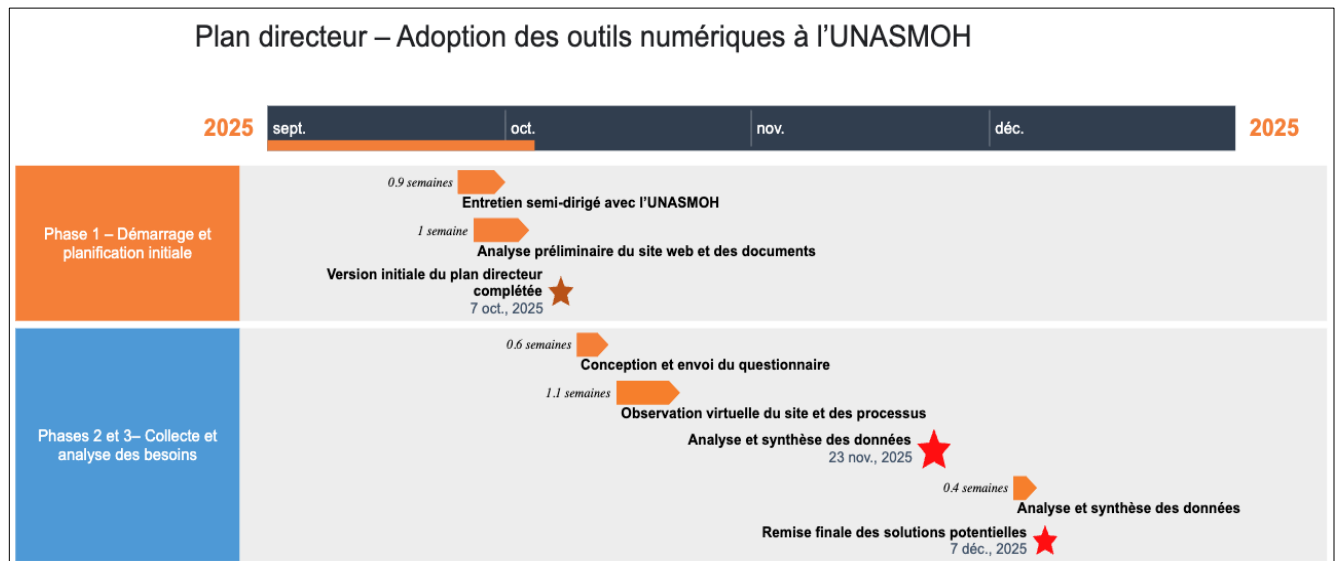 Plan directeur – Adoption des outils numériques à l'UNASMOH
2025
sept.
oct.
nov.
déc.
2025
Phase 1 – Démarrage et
planification initiale
0.9 semaines
Entretien semi-dirigé avec l'UNASMOH
1 semaine
Analyse préliminaire du site web et des documents
Version initiale du plan directeur
complétée
7 oct., 2025
Phases 2 et 3– Collecte et
analyse des besoins
0.6 semaines
Conception et envoi du questionnaire
1.1 semaines
Observation virtuelle du site et des processus
Analyse et synthèse des données
23 nov., 2025
0.4 semaines
Analyse et synthèse des données
Remise finale des solutions potentielles
7 déc., 2025